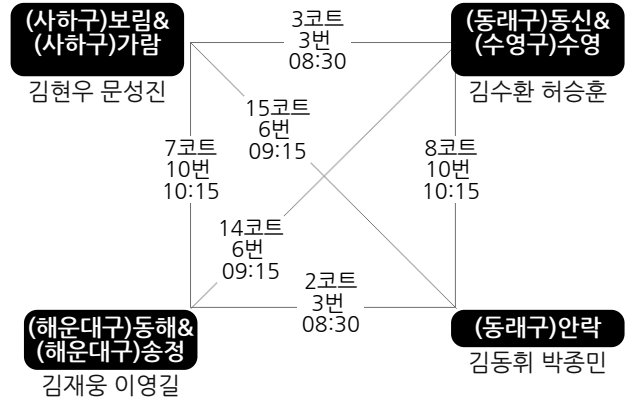 (사하구)보림&
(사하구)가람
김현우 문성진
3코트
3번
08:30
(동래구)동신&
(수영구)수영
김수환 허승훈
15코트
6번
09:15
7코트
10번
10:15
8코트
10번
10:15
14코트
6번
09:15
2코트
3번
08:30
(해운대구)동해&
(해운대구)송정
김재웅 이영길
(동래구)안락
김동휘 박종민